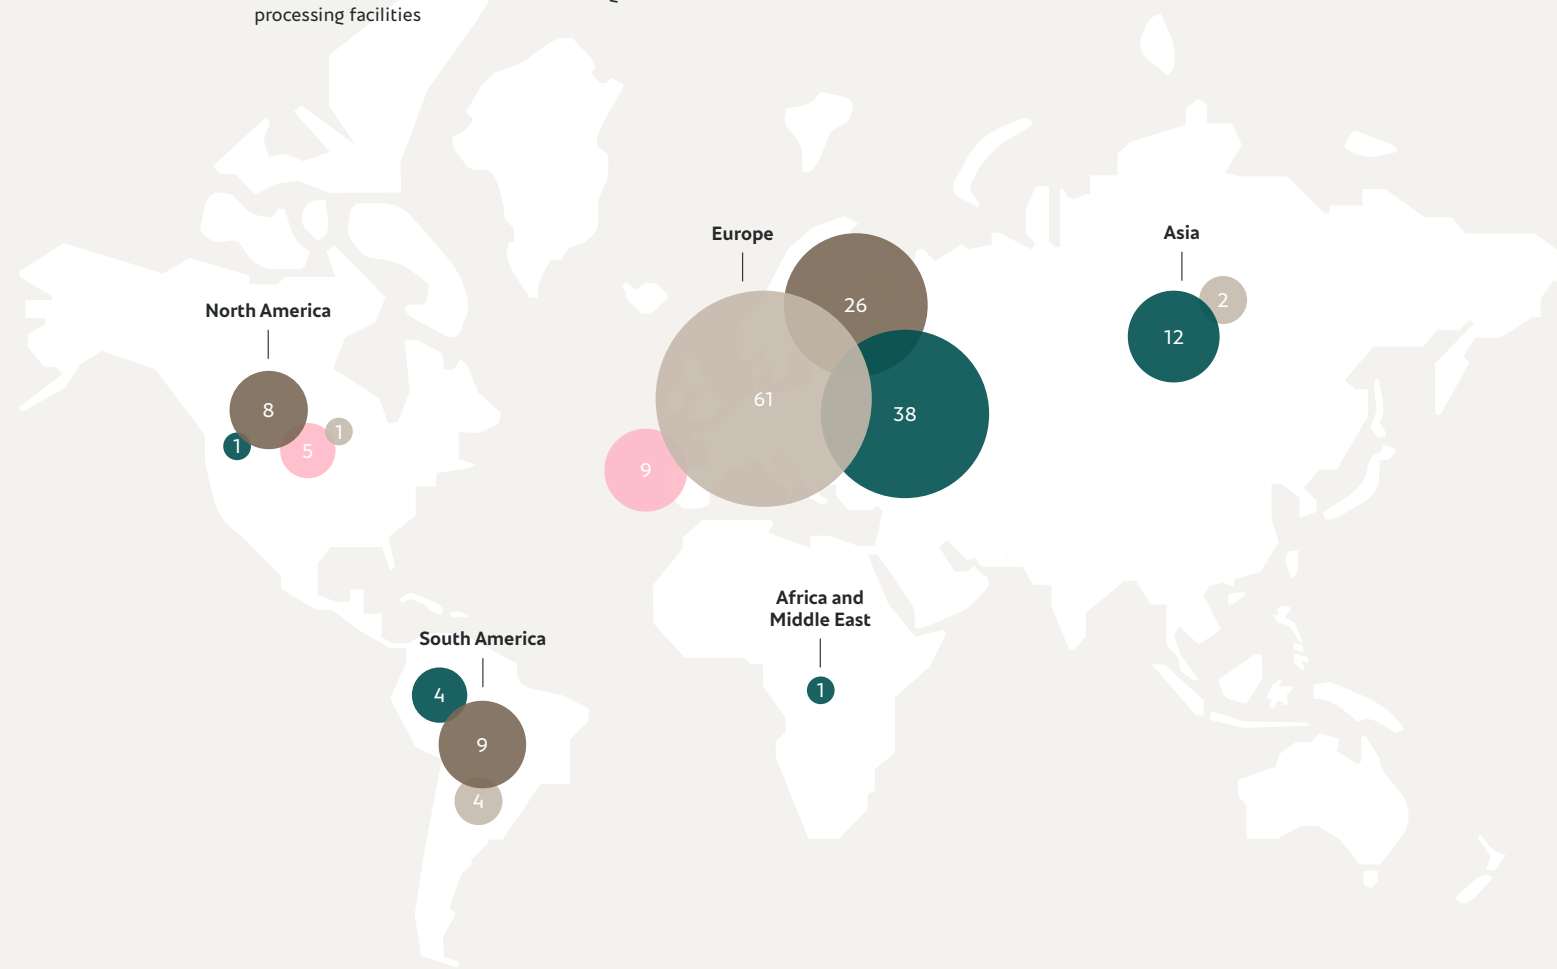 processing facilities
Europe
Asia
North America
26
2
12
61
38
8
1
1
5
9
Africa and
Middle East
South America
4
1
9
4